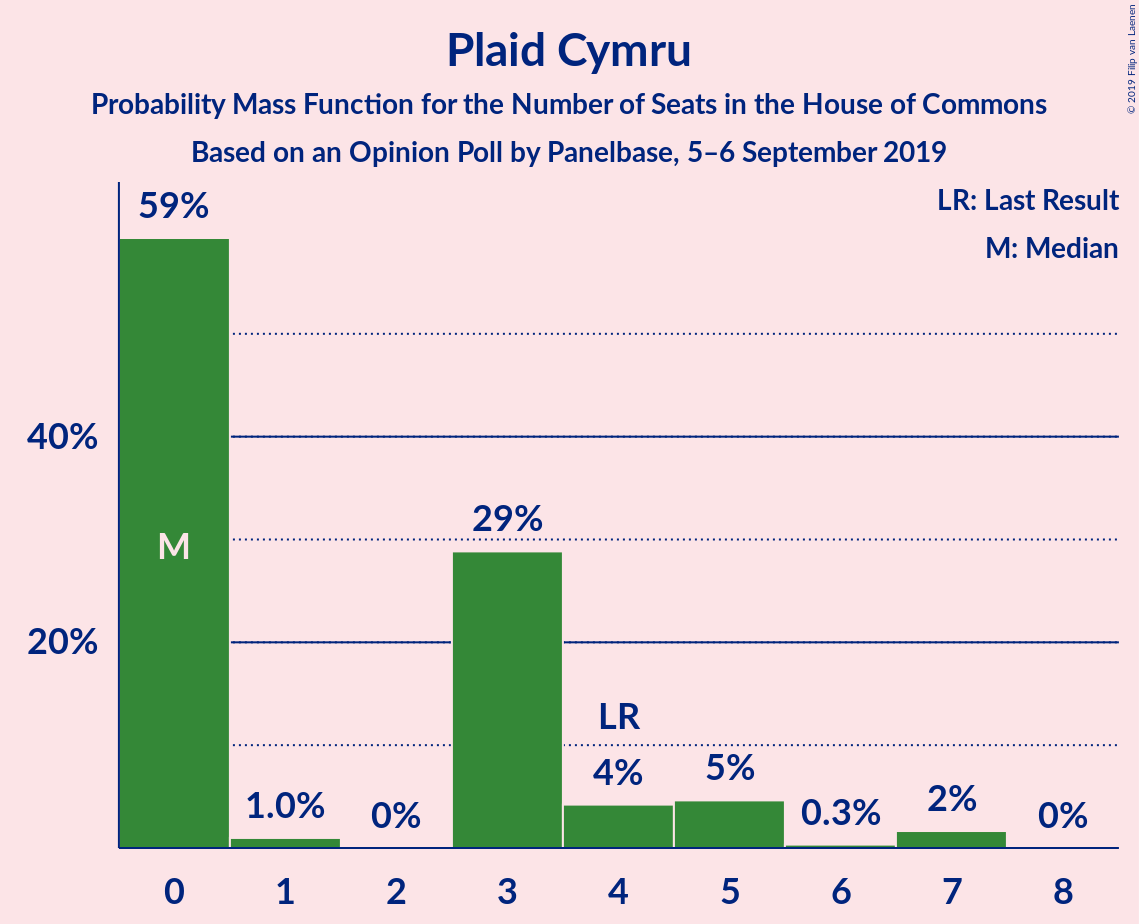 Plaid Cymru
Probability Mass Function for the Number of Seats in the House of Commons
Based on an Opinion Poll by Panelbase, 5–6 September 2019
© 2019 Filip van Laenen
LR: Last Result
M: Median
59%
40%
M
29%
20%
LR
4%
5%
1.0%
0%
0.3%
2%
0%
0 1 2 3 4 5 6 7 8